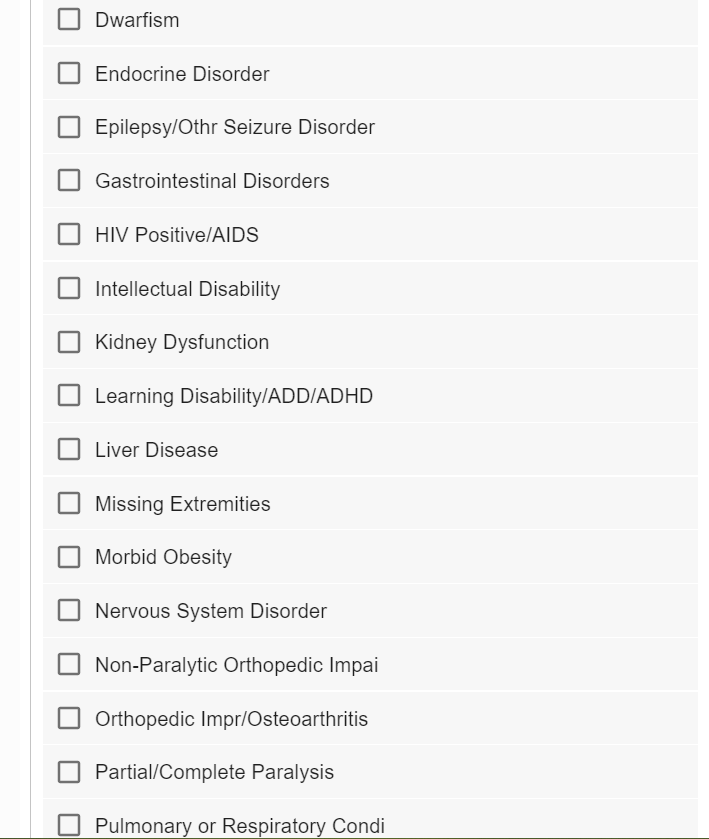 Dwarfism
Endocrine Disorder
Epilepsy/Othr Seizure Disorder
Gastrointestinal Disorders
HIV Positive/AIDS
Intellectual Disability
Kidney Dysfunction
Learning Disability/ADD/ADHD
Liver Disease
Missing Extremities
Morbid Obesity
Nervous System Disorder
Non-Paralytic Orthopedic Impai
Orthopedic Impr/Osteoarthritis
Partial/Complete Paralysis
Pulmonary or Respiratory Condi